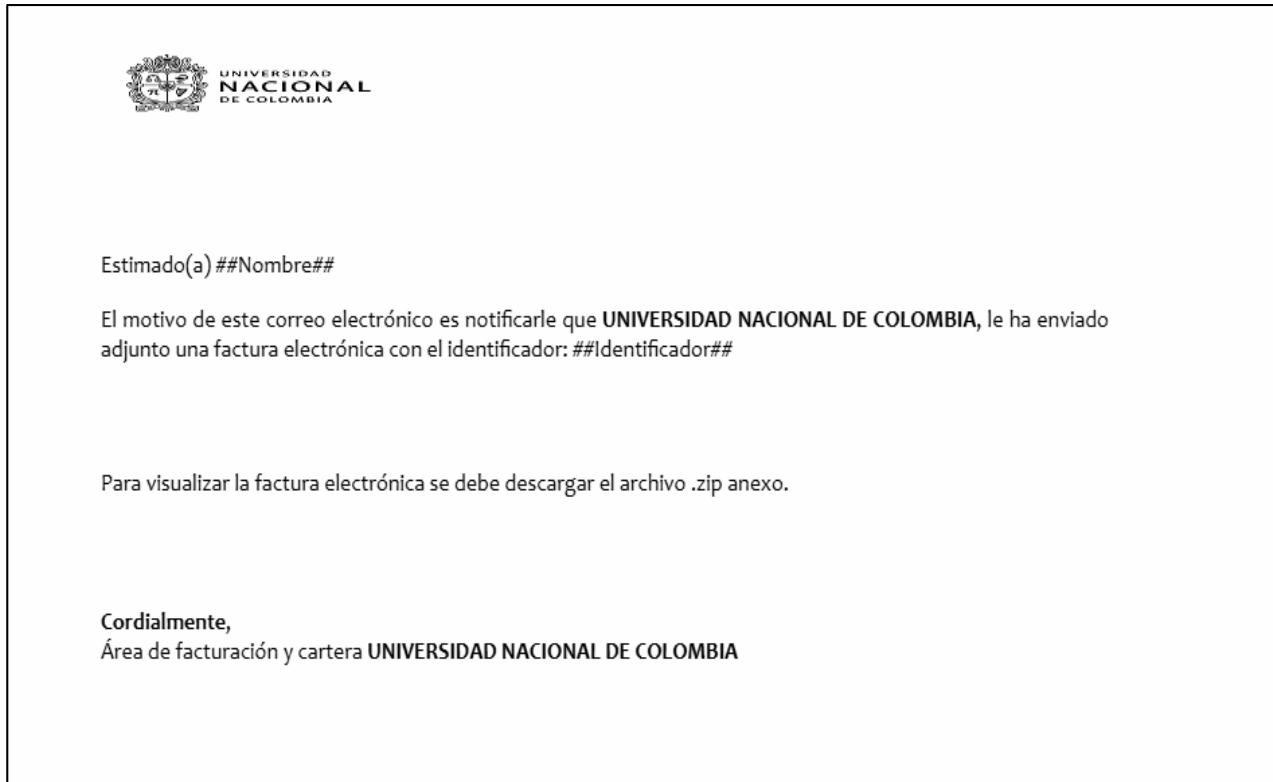 UNIVERSIDAD
NACIONAL
DE COLOMBIA
Estimado(a) ##Nombre##
El motivo de este correo electrónico es notificarle que UNIVERSIDAD NACIONAL DE COLOMBIA, le ha enviado
adjunto una factura electrónica con el identificador: ##Identificador##
Para visualizar la factura electrónica se debe descargar el archivo .zip anexo.
Cordialmente,
Área de facturación y cartera UNIVERSIDAD NACIONAL DE COLOMBIA